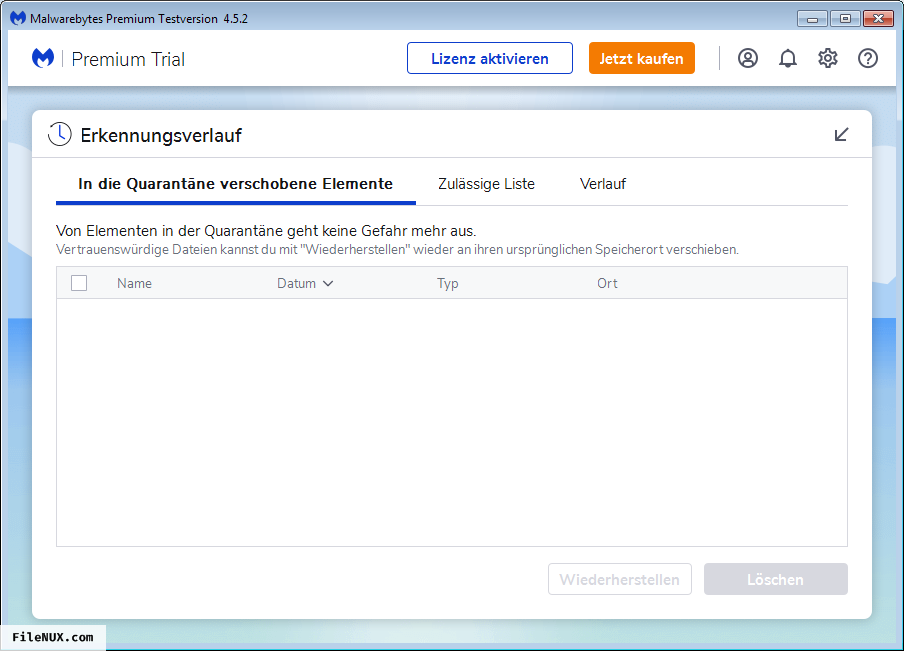 Malwarebytes Premium Testversion 4.5.2
Premium Trial
Lizenz aktivieren
Jetzt kaufen
Erkennungsverlauf
In die Quarantäne verschobene Elemente
Zulässige Liste
Verlauf
Von Elementen in der Quarantäne geht keine Gefahr mehr aus.
Vertrauenswürdige Dateien kannst du mit "Wiederherstellen" wieder an ihren ursprünglichen Speicherort verschieben.
Name Datum Typ Ort
Wiederherstellen
Löschen
FileNUX.com